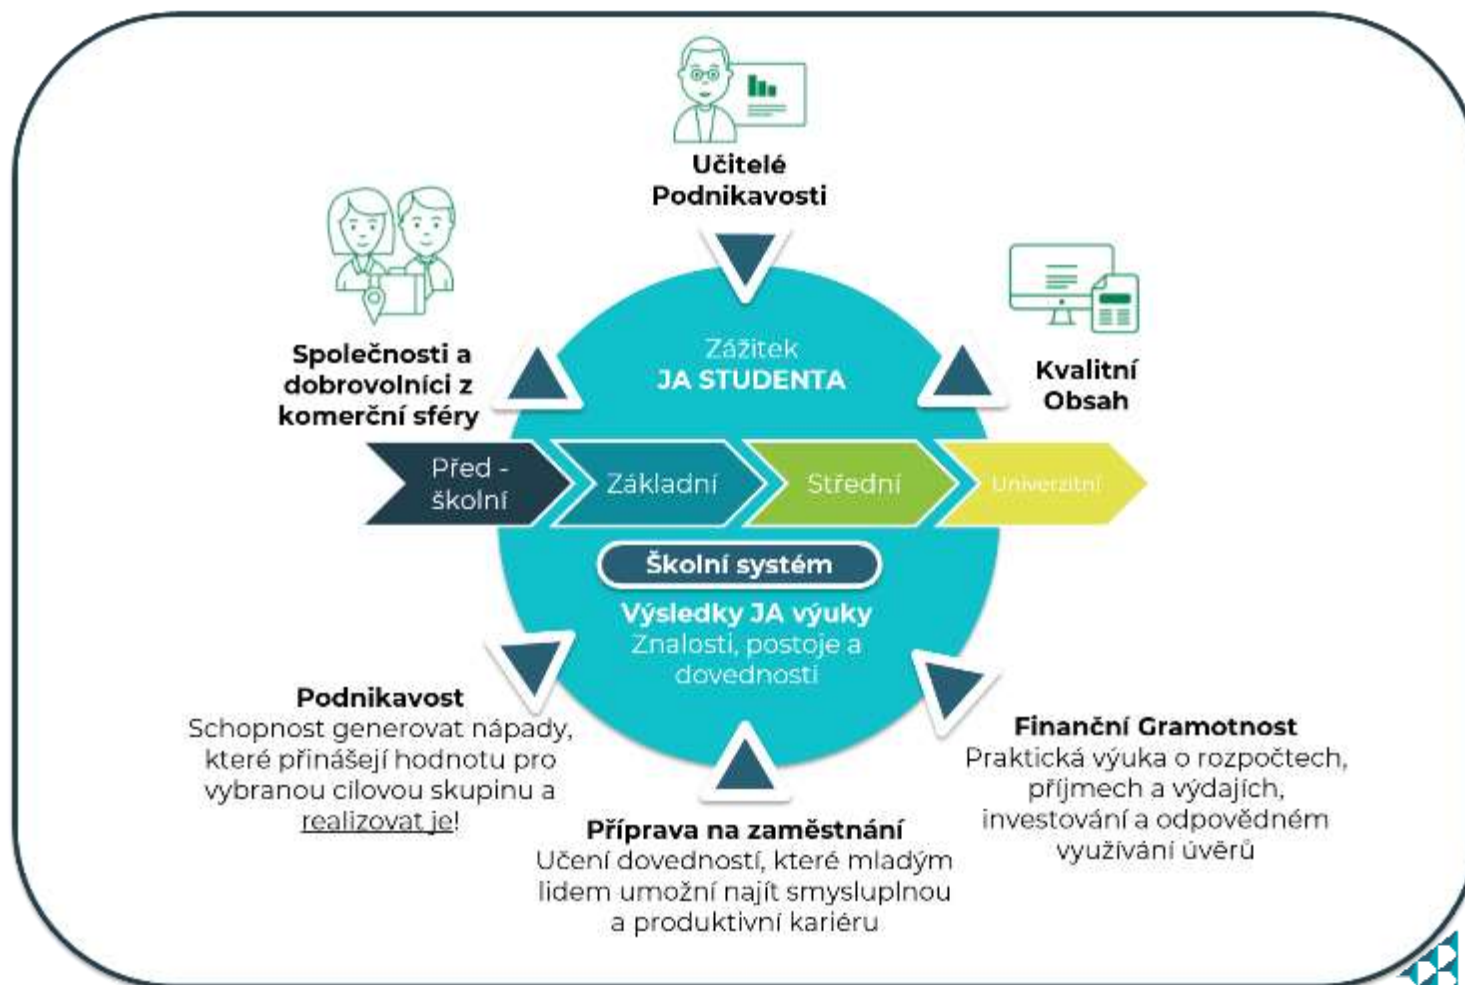 Učitelé
Podnikavosti
Společnosti a
dobrovolníci z
komerční sféry
Zážitek
JA STUDENTA
Kvalitní
Obsah
Před -
školní
Základní
Střední
Univerzitní
Školní systém
Výsledky JA výuky
Znalosti, postoje a
dovednosti
Podnikavost
Schopnost generovat nápady,
které přinášejí hodnotu pro
vybranou cílovou skupinu a
realizovat je!
Příprava na zaměstnání
Učení dovedností, které mladým
lidem umožní najít smysluplnou
a produktivní kariéru
Finanční Gramotnost
Praktická výuka o rozpočtech,
příjmech a výdajích,
investování a odpovědném
využívání úvěrů